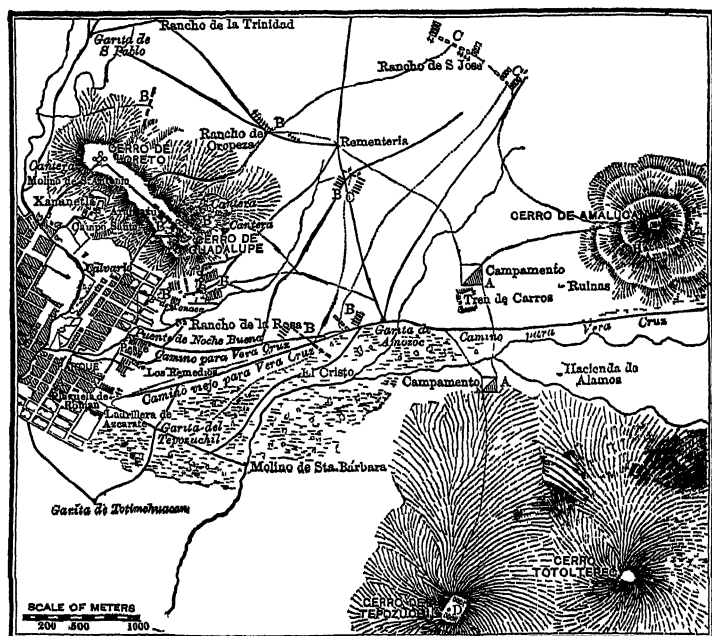 Rancho de la Trinidad
Garita de
S Pablo
C
Rancho de S José
C
B
B
Rancho de
Oropeza
Rementeria
CERRO DE
LORETO
Xananetla
Cantera
Cantera
CERRO DE
GUADALUPE
Calvario
B
B
CERRO DE AMALUCAN
Campamento
A
Tren de Carros
Ruinas
B
Rancho de la Rosa
B
B
Garita de
Amozoc
Camino para Vera Cruz
Puente de Noche Buena
Camino para Vera Cruz
Camino viejo para Vera Cruz
Los Remedios
El Cristo
Campamento
A
Hacienda de
Alamos
Ladrillera de
Azcarate
Garita del
Tepozuchil
Molino de Sta. Bárbara
Garita de Totimehuacan
CERRO
TOTOLTEPEC
CERRO DE
TEPOZUCHIL
D
SCALE OF METERS
200 500 1000